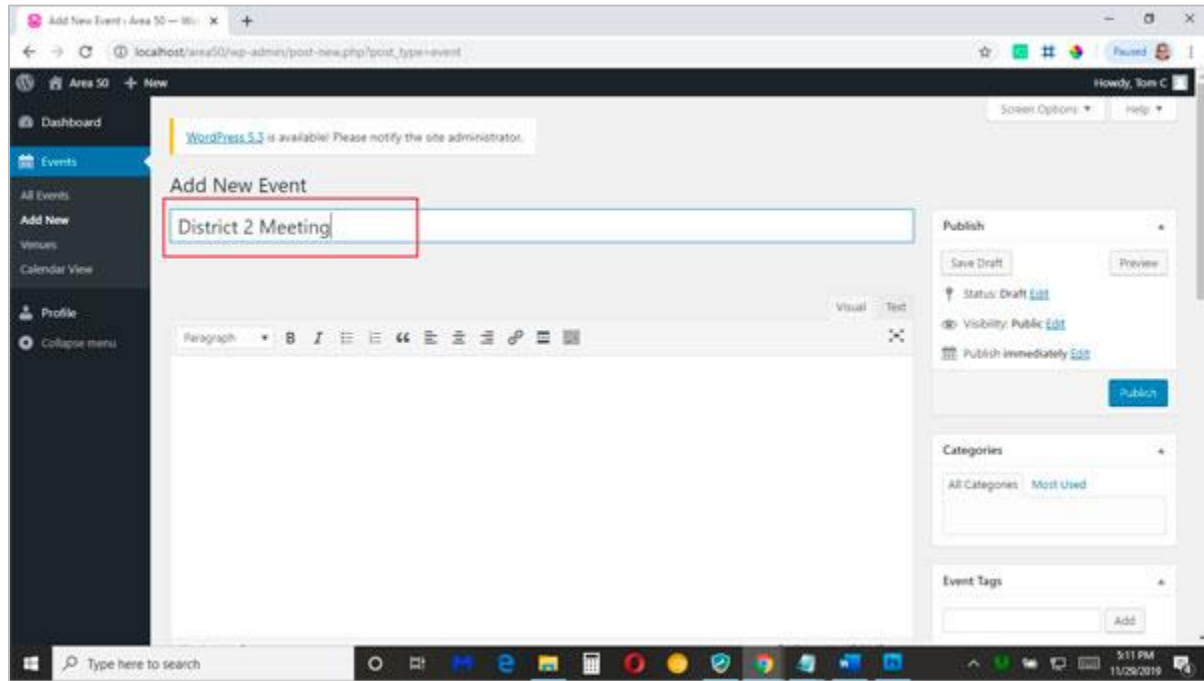 Add New Event ‹ Area 50 — Wo
localhost/area50/wp-admin/post-new.php?post_type=event
Paused
Area 50 + New
Howdy, Tom C
Screen Options ▼ Help ▼
Dashboard
WordPress 5.3 is available! Please notify the site administrator.
Events
All Events
Add New
Venues
Calendar View
Profile
Collapse menu
Add New Event
District 2 Meeting
Visual Text
Paragraph B I
Publish
Save Draft Preview
Status: Draft Edit
Visibility: Public Edit
Publish immediately Edit
Publish
Categories
All Categories Most Used
Event Tags
Add
Type here to search
5:11 PM
11/29/2019